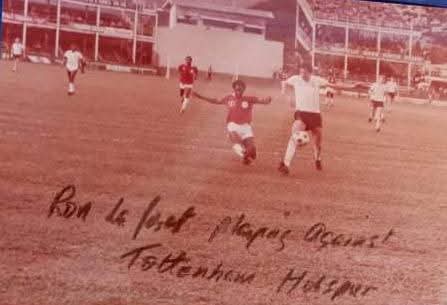 Ron La Forest playing against
Tottenham Hotspur